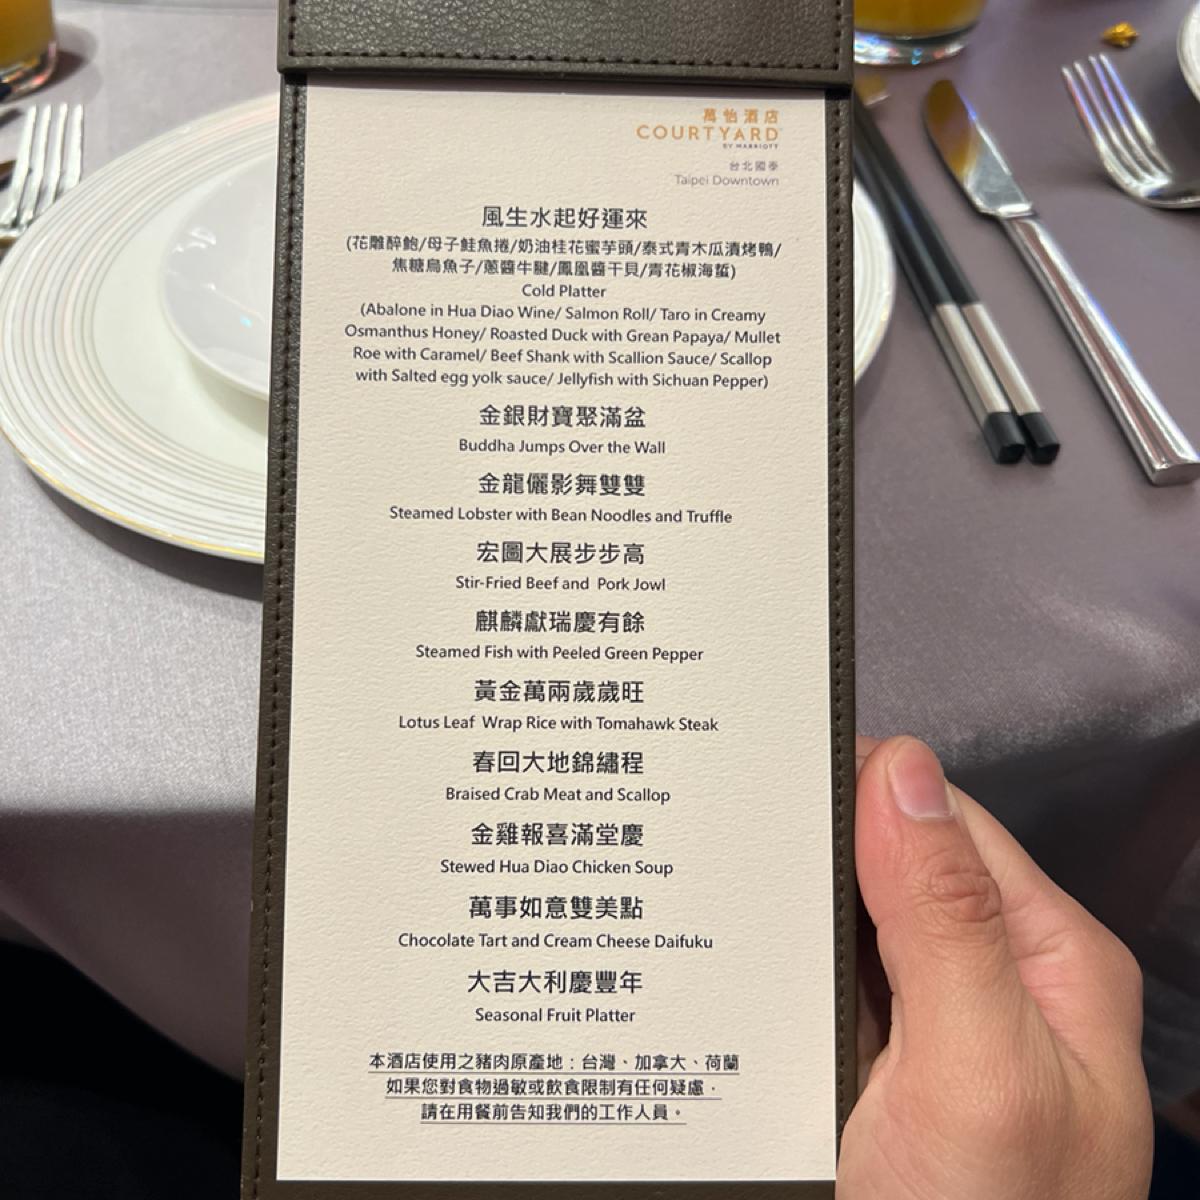 萬怡酒店
COURTYARD
BY MARRIOTT
台北國泰
Taipei Downtown
風生水起好運來
(花雕醉鮑/母子鮭魚捲/奶油桂花蜜芋頭/泰式青木瓜漬烤鴨/
焦糖烏魚子/蔥醬牛腱/鳳凰醬干貝/青花椒海蜇)
Cold Platter
(Abalone in Hua Diao Wine/ Salmon Roll/ Taro in Creamy
Osmanthus Honey/ Roasted Duck with Grean Papaya/ Mullet
Roe with Caramel/ Beef Shank with Scallion Sauce/ Scallop
with Salted egg yolk sauce/ Jellyfish with Sichuan Pepper)
金銀財寶聚滿盆
Buddha Jumps Over the Wall
金龍儷影舞雙雙
Steamed Lobster with Bean Noodles and Truffle
宏圖大展步步高
Stir-Fried Beef and Pork Jowl
麒麟獻瑞慶有餘
Steamed Fish with Peeled Green Pepper
黃金萬兩歲歲旺
Lotus Leaf Wrap Rice with Tomahawk Steak
春回大地錦繡程
Braised Crab Meat and Scallop
金雞報喜滿堂慶
Stewed Hua Diao Chicken Soup
萬事如意雙美點
Chocolate Tart and Cream Cheese Daifuku
大吉大利慶豐年
Seasonal Fruit Platter
本酒店使用之豬肉原產地：台灣、加拿大、荷蘭
如果您對食物過敏或飲食限制有任何疑慮，
請在用餐前告知我們的工作人員。